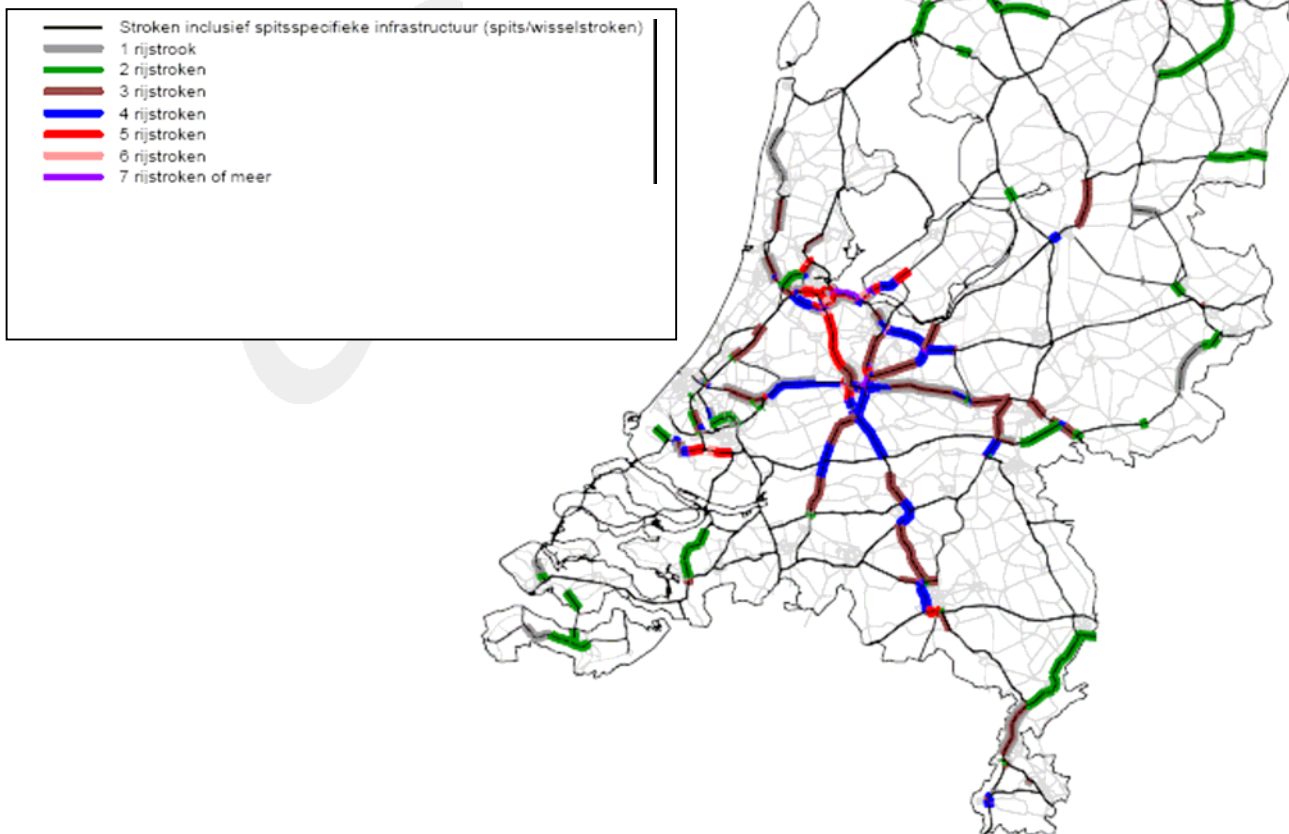 Stroken inclusief spitsspecifieke infrastructuur (spits/wisselstroken)
1 rijstrook
2 rijstroken
3 rijstroken
4 rijstroken
5 rijstroken
6 rijstroken
7 rijstroken of meer